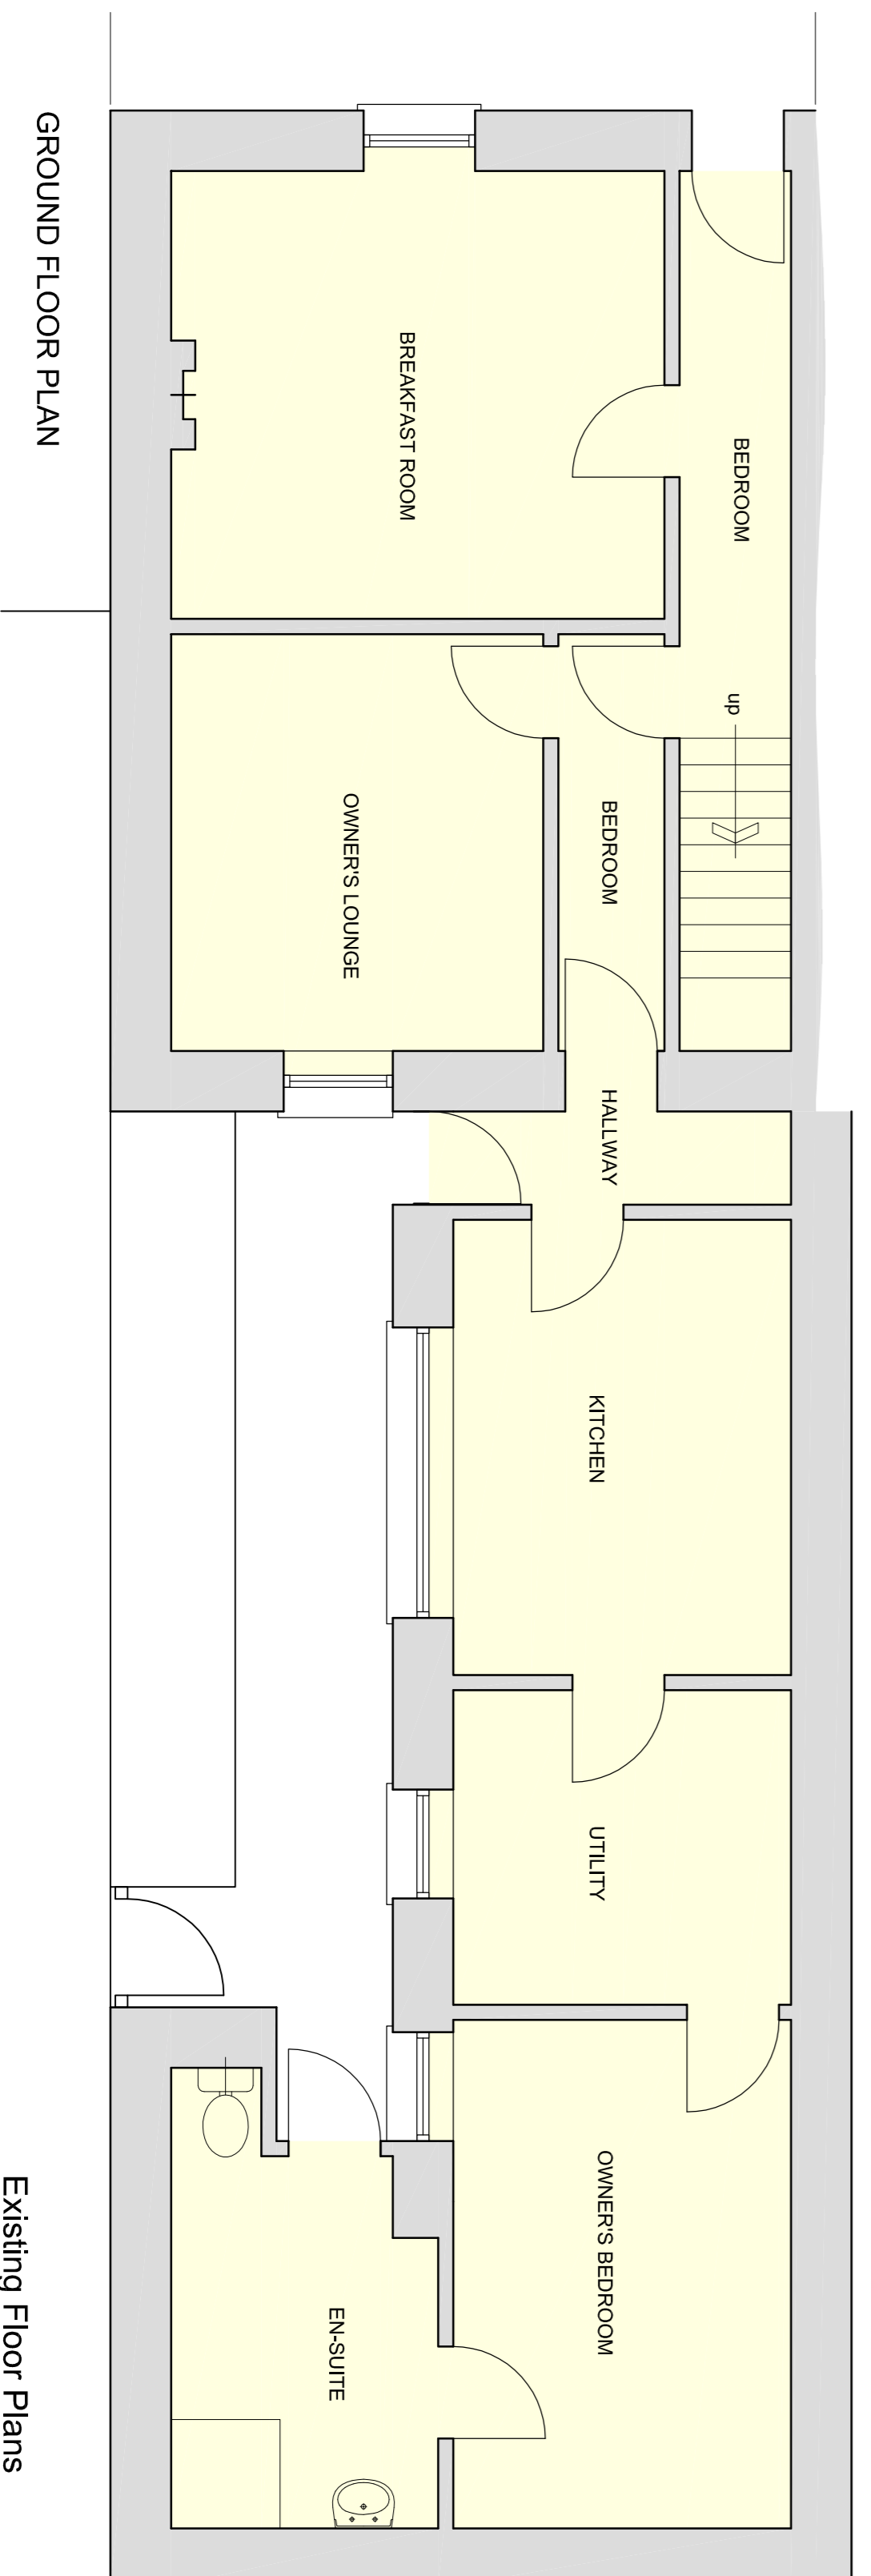 BEDROOM
up
BREAKFAST ROOM
BEDROOM
OWNER'S LOUNGE
HALLWAY
KITCHEN
UTILITY
OWNER'S BEDROOM
EN-SUITE
GROUND FLOOR PLAN
Existing Floor Plans